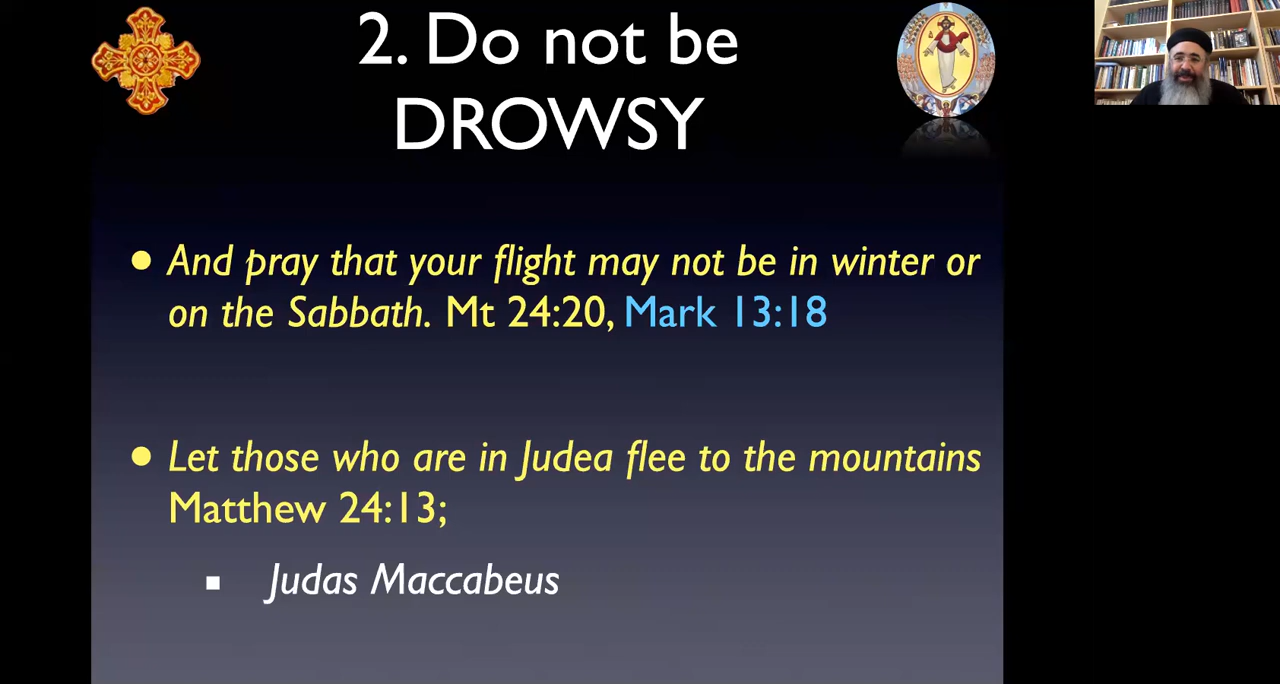 2. Do not be
DROWSY
● And pray that your flight may not be in winter or
on the Sabbath. Mt 24:20, Mark 13:18
● Let those who are in Judea flee to the mountains
Matthew 24:13;
▪ Judas Maccabeus